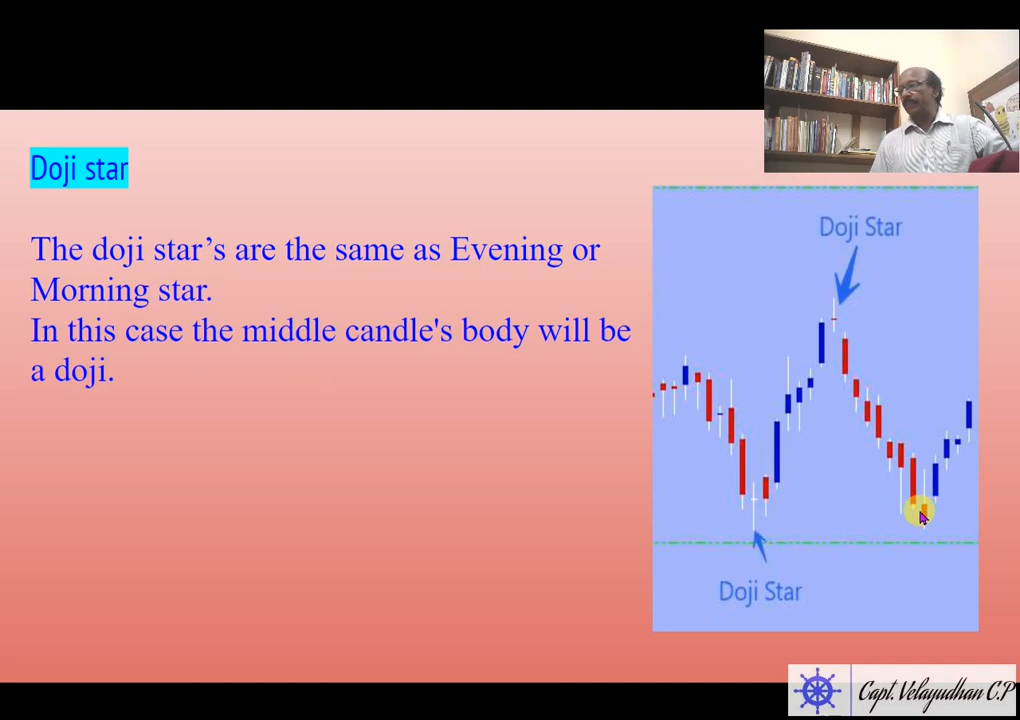 Doji star
The doji star’s are the same as Evening or
Morning star.
In this case the middle candle's body will be
a doji.
Doji Star
Doji Star
Capt. Velayudhan C.P